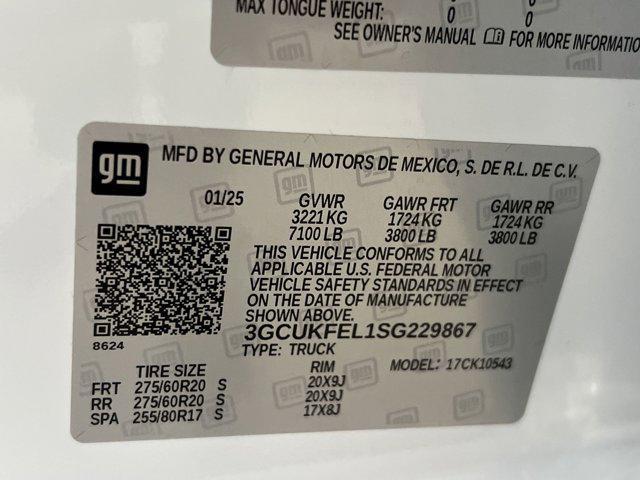 MAX TONGUE WEIGHT: 0 0
SEE OWNER'S MANUAL FOR MORE INFORMATIO
gm MFD BY GENERAL MOTORS DE MEXICO, S. DE R.L. DE C.V.
01/25 GVWR GAWR FRT GAWR RR
3221 KG 1724 KG 1724 KG
7100 LB 3800 LB 3800 LB
THIS VEHICLE CONFORMS TO ALL
APPLICABLE U.S. FEDERAL MOTOR
VEHICLE SAFETY STANDARDS IN EFFECT
ON THE DATE OF MANUFACTURE
SHOWN ABOVE.
3GCUKFEL1SG229867
8624
TYPE: TRUCK MODEL: 17CK10543
TIRE SIZE RIM
FRT 275/60R20 S 20X9J
RR 275/60R20 S 20X9J
SPA 255/80R17 S 17X8J